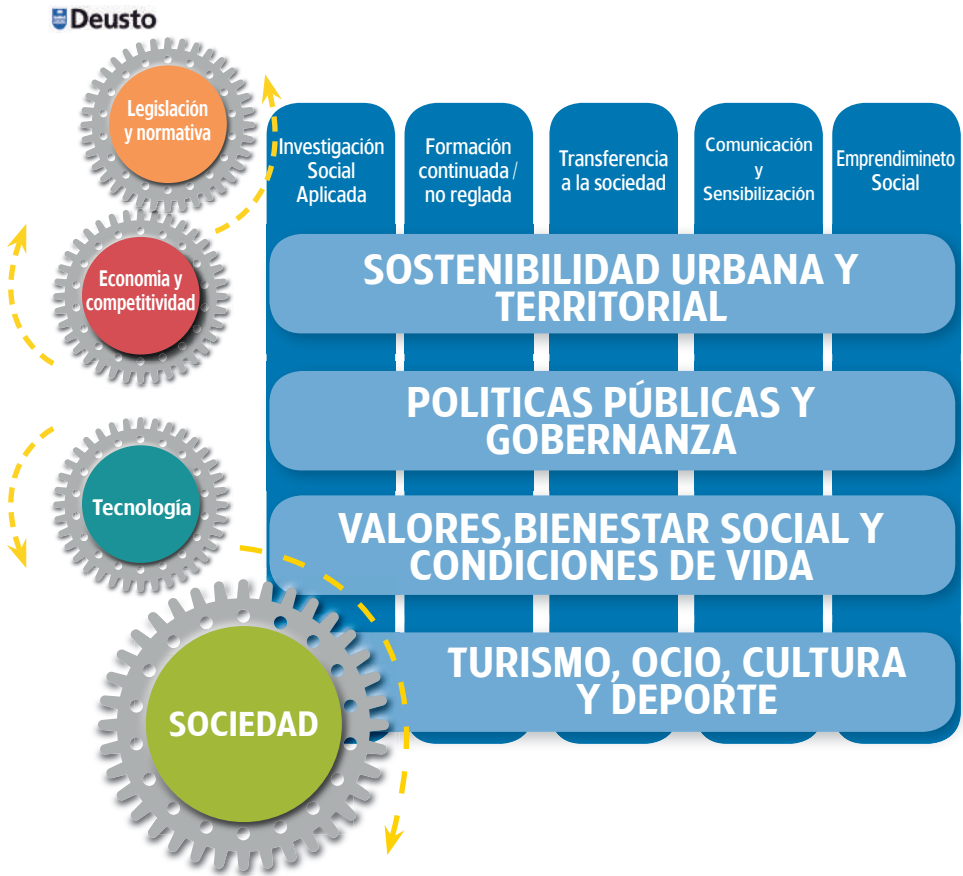 Deusto
Legislación
y normativa
Investigación
Social
Aplicada
Formación
continuada /
no reglada
Transferencia
a la sociedad
Comunicación
y
Sensibilización
Emprendimineto
Social
Economia y
competitividad
SOSTENIBILIDAD URBANA Y
TERRITORIAL
POLITICAS PÚBLICAS Y
GOBERNANZA
Tecnología
VALORES,BIENESTAR SOCIAL Y
CONDICIONES DE VIDA
SOCIEDAD
TURISMO, OCIO, CULTURA
Y DEPORTE